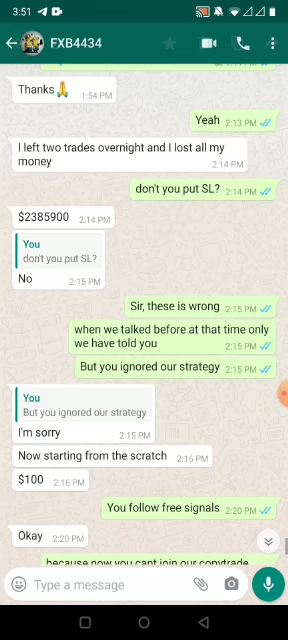 3:51
FXB4434
Thanks🙏 1:54 PM
Yeah 2:13 PM
I left two trades overnight and I lost all my
money 2:14 PM
don't you put SL? 2:14 PM
$2385900 2:14 PM
You
don't you put SL?
No 2:15 PM
Sir, these is wrong 2:15 PM
when we talked before at that time only
we have told you 2:15 PM
But you ignored our strategy 2:15 PM
You
But you ignored our strategy
I'm sorry 2:15 PM
Now starting from the scratch 2:16 PM
$100 2:16 PM
You follow free signals 2:20 PM
Okay 2:20 PM
because now you cant join our copytrade
Type a message